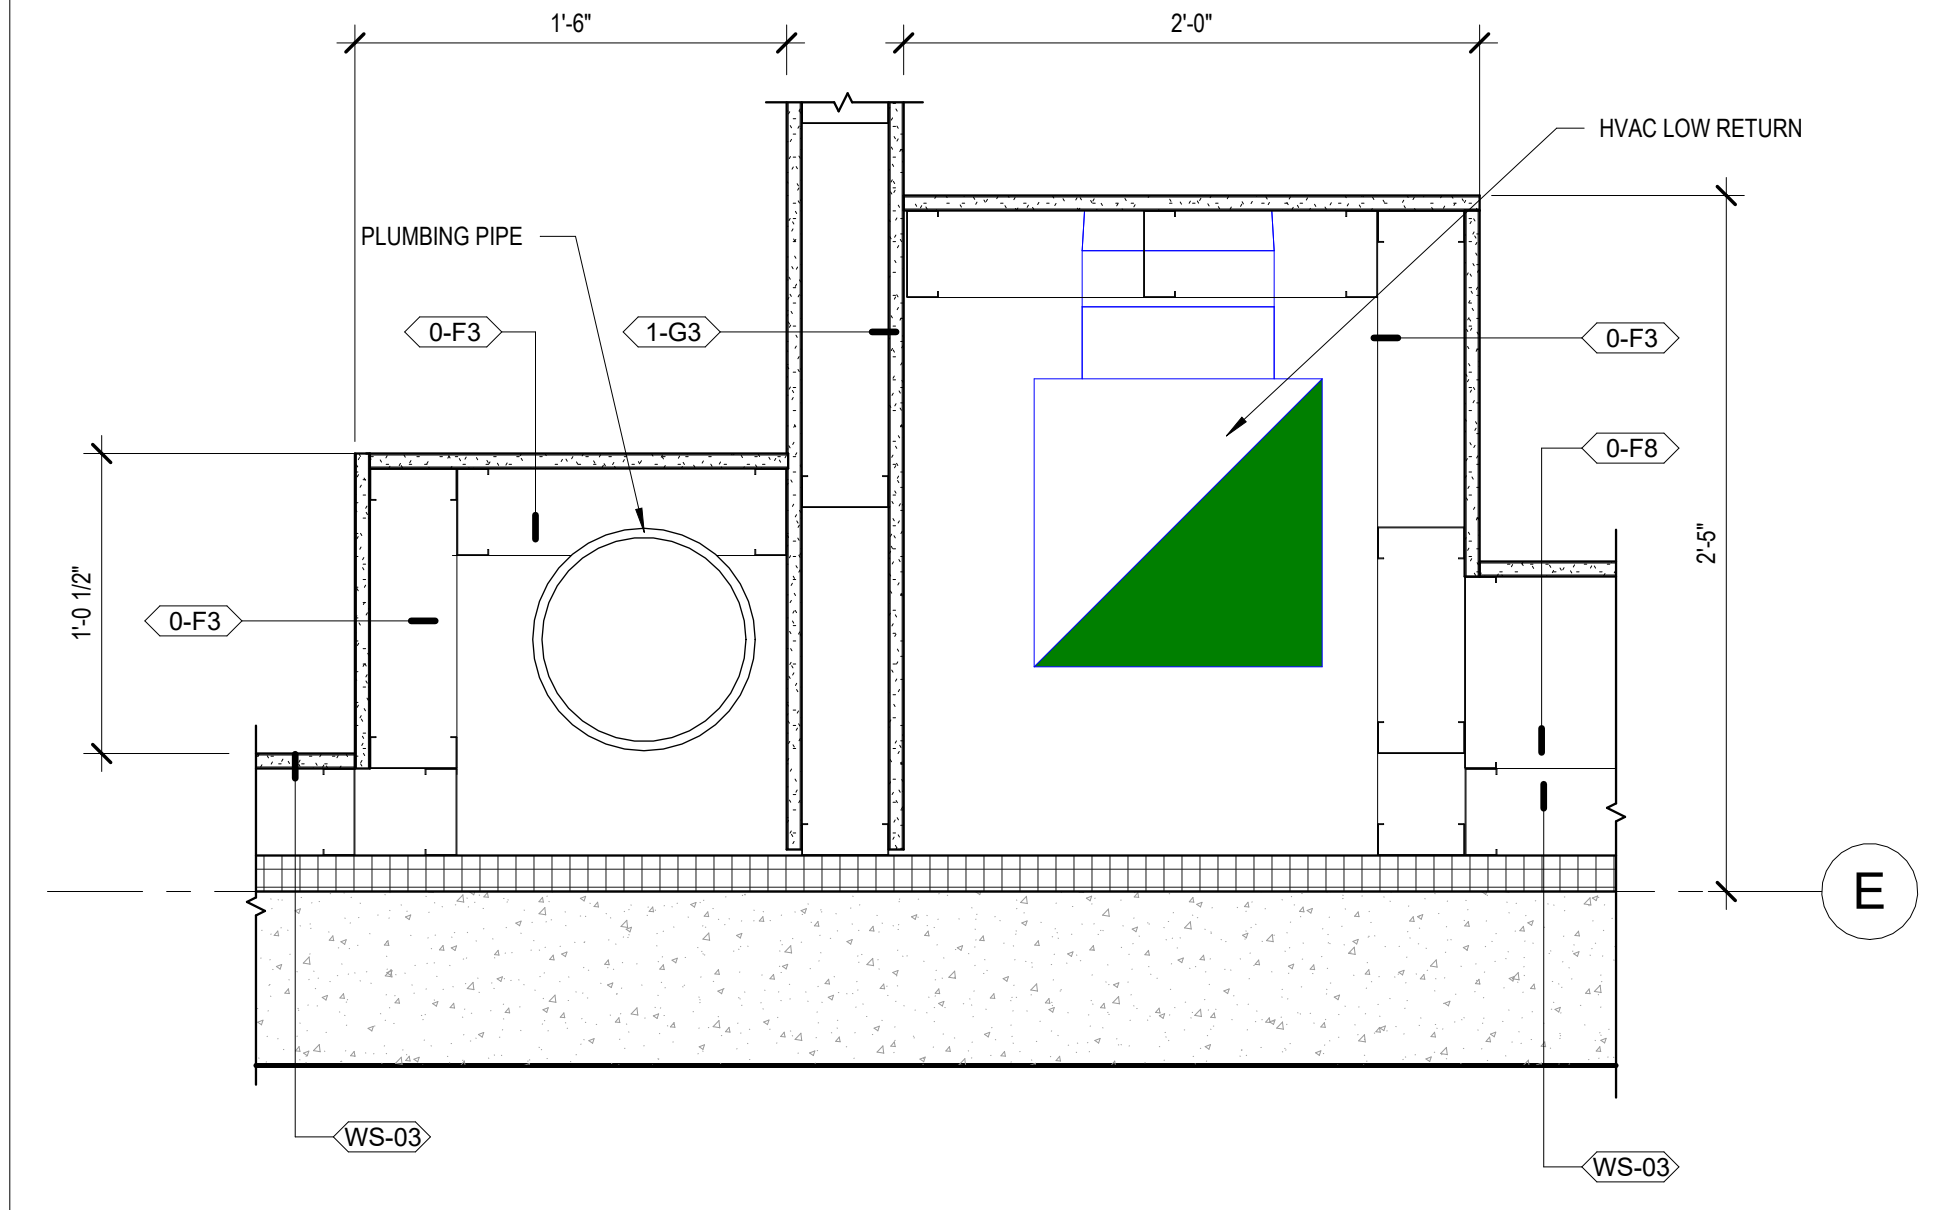 1'-6"
2'-0"
HVAC LOW RETURN
PLUMBING PIPE
0-F3
1-G3
0-F3
0-F8
2'-5"
1'-0 1/2"
0-F3
E
WS-03
WS-03